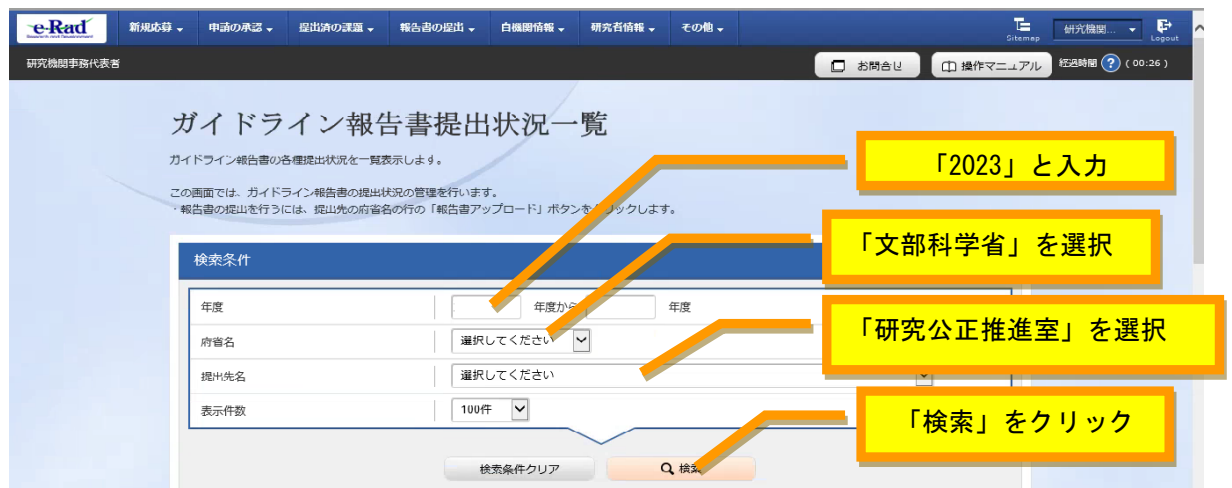 e-Rad 新規応募 申請の承認 提出済の課題 報告書の提出 自機関情報 研究者情報 その他 Sitemap 研究機関... Logout
研究機関事務代表者 お問合せ 操作マニュアル 経過時間 ? ( 00:26 )
ガイドライン報告書提出状況一覧
ガイドライン報告書の各種提出状況を一覧表示します。
この画面では、ガイドライン報告書の提出状況の管理を行います。
・報告書の提出を行うには、提出先の府省名の行の「報告書アップロード」ボタンをクリックします。
「2023」と入力
「文部科学省」を選択
検索条件
年度 年度から 年度
府省名 選択してください
「研究公正推進室」を選択
提出先名 選択してください
表示件数 100件
「検索」をクリック
検索条件クリア 検索